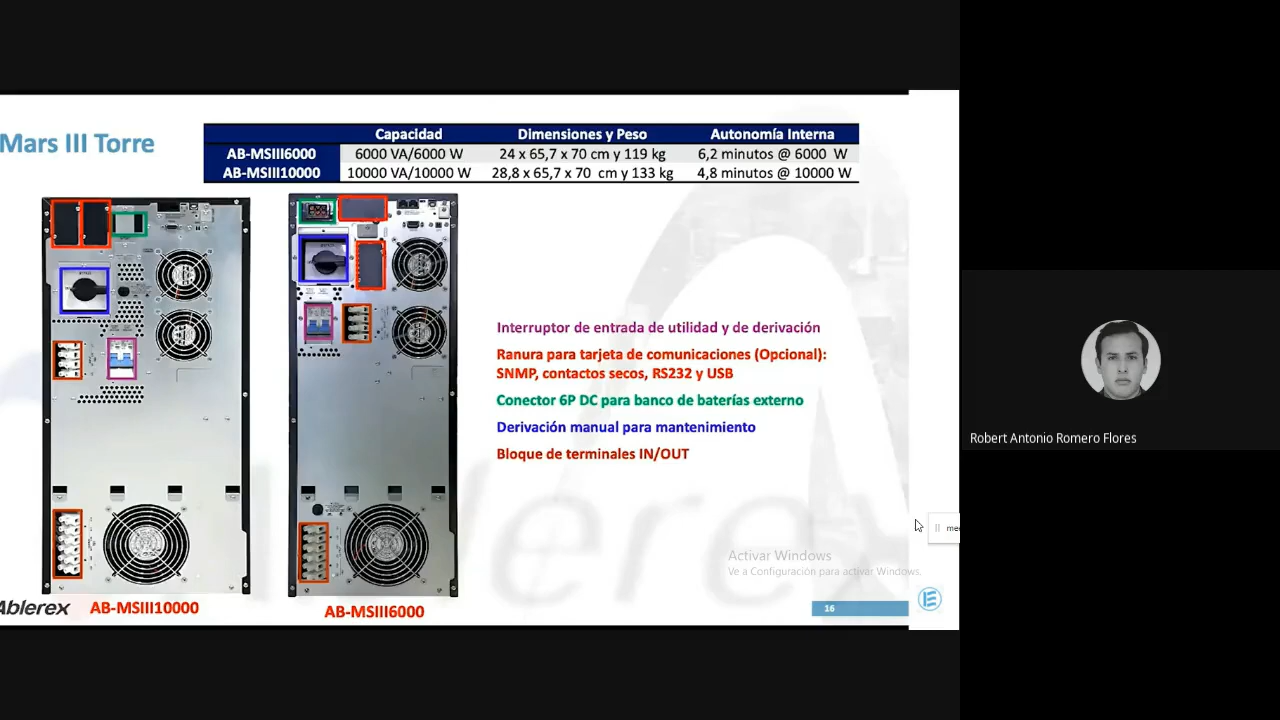 Mars III Torre
Capacidad Dimensiones y Peso Autonomía Interna
AB-MSIII6000 6000 VA/6000 W 24 x 65,7 x 70 cm y 119 kg 6,2 minutos @ 6000 W
AB-MSIII10000 10000 VA/10000 W 28,8 x 65,7 x 70 cm y 133 kg 4,8 minutos @ 10000 W
Interruptor de entrada de utilidad y de derivación
Ranura para tarjeta de comunicaciones (Opcional):
SNMP, contactos secos, RS232 y USB
Conector 6P DC para banco de baterías externo
Derivación manual para mantenimiento
Bloque de terminales IN/OUT
Robert Antonio Romero Flores
Activar Windows
Ve a Configuración para activar Windows.
Ablerex AB-MSIII10000
AB-MSIII6000
16